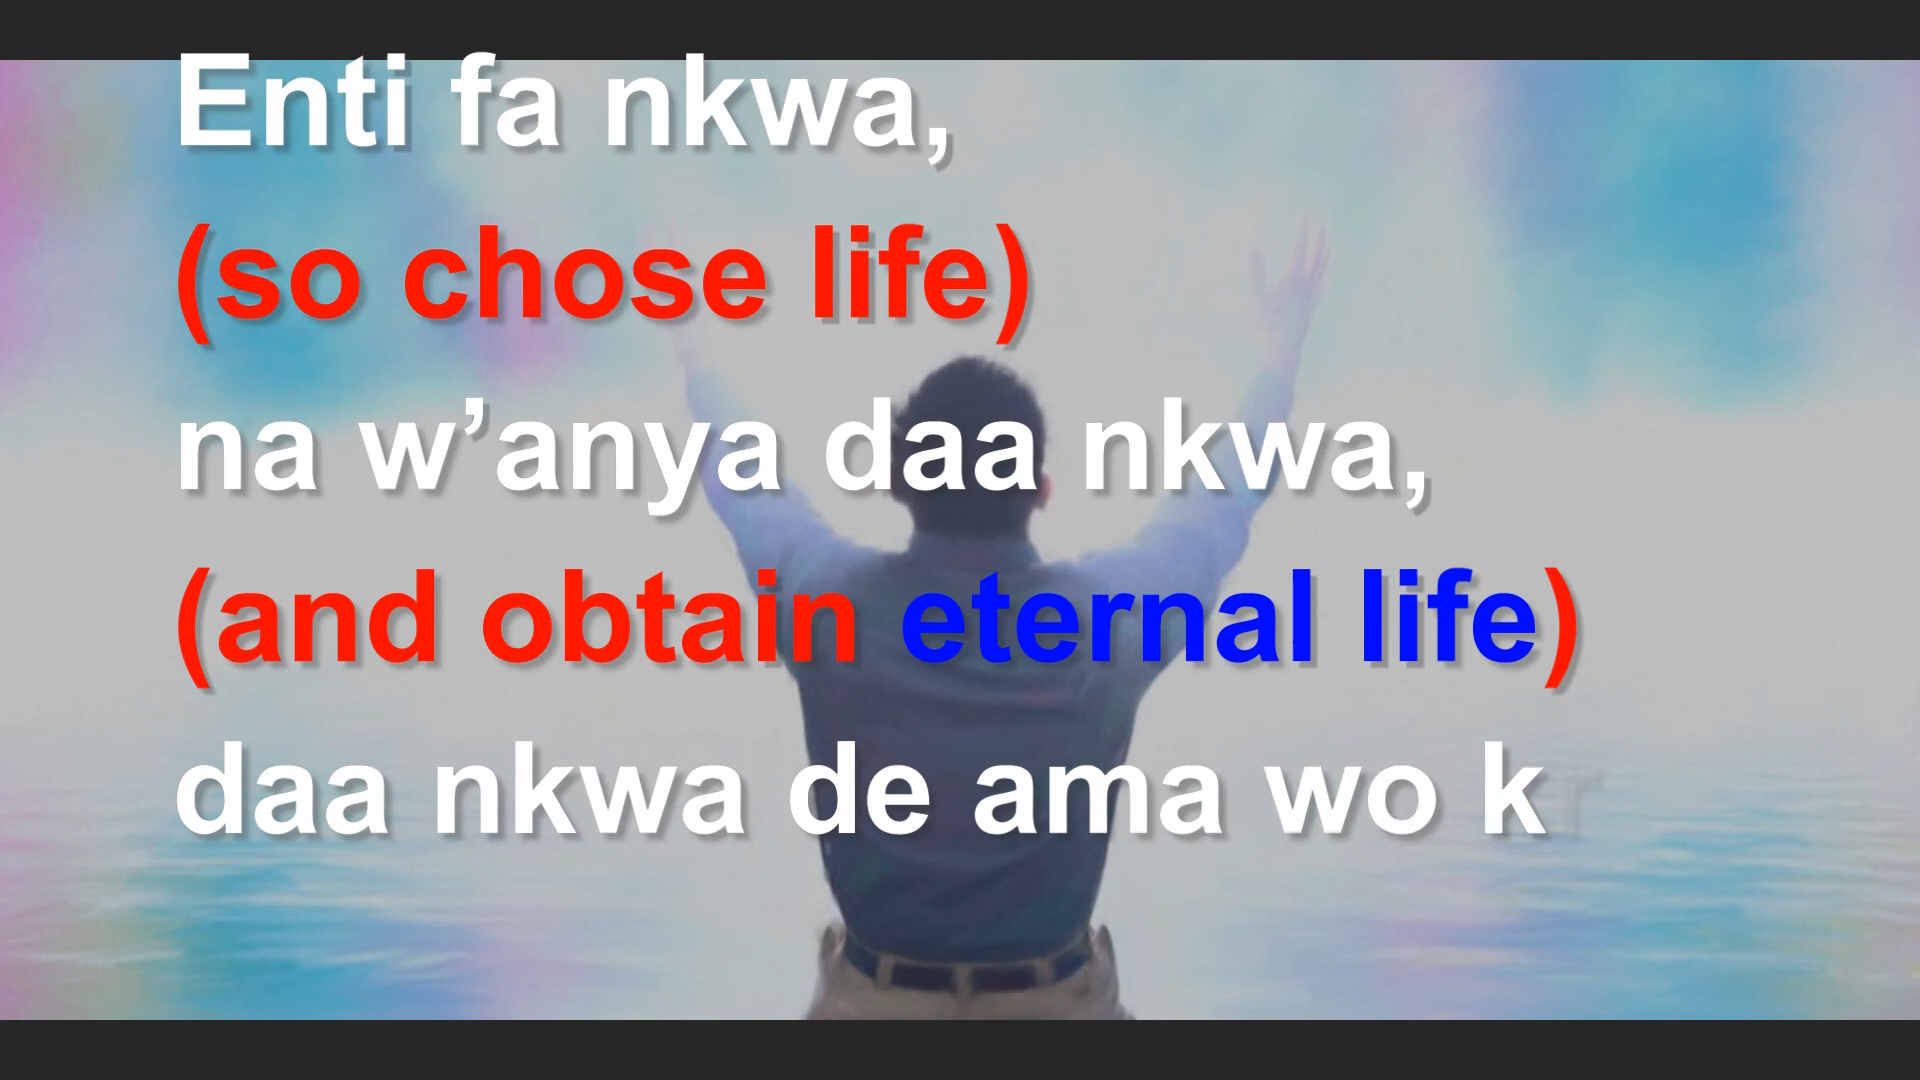 Enti fa nkwa,
(so chose life)
na w’anya daa nkwa,
(and obtain eternal life)
daa nkwa de ama wo kr